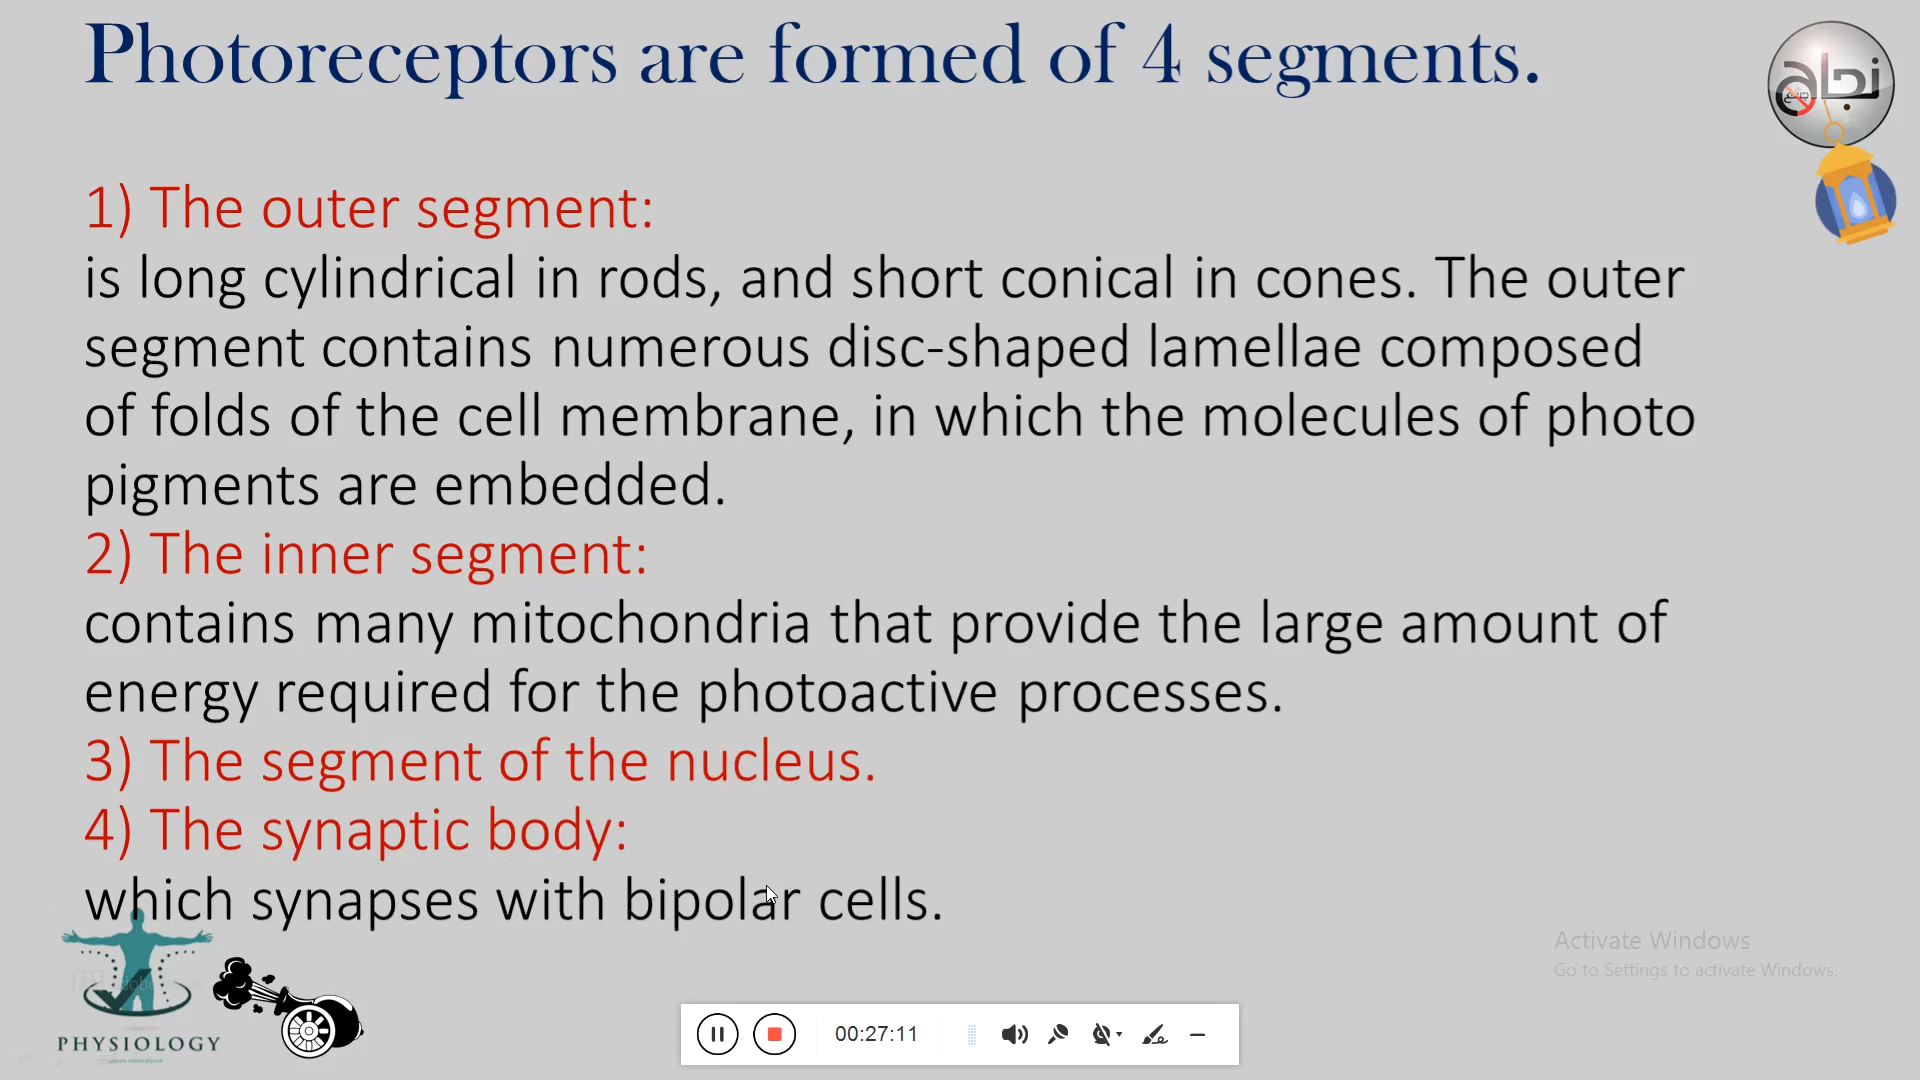 Photoreceptors are formed of 4 segments.
1) The outer segment:
is long cylindrical in rods, and short conical in cones. The outer
segment contains numerous disc-shaped lamellae composed
of folds of the cell membrane, in which the molecules of photo
pigments are embedded.
2) The inner segment:
contains many mitochondria that provide the large amount of
energy required for the photoactive processes.
3) The segment of the nucleus.
4) The synaptic body:
which synapses with bipolar cells.
PHYSIOLOGY
Activate Windows
Go to Settings to activate Windows.
00:27:11